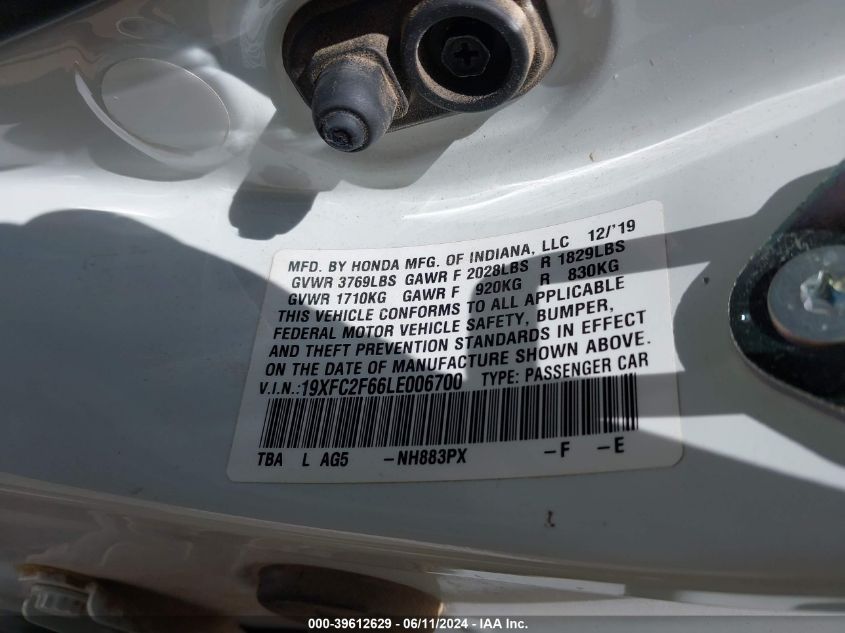 MFD. BY HONDA MFG. OF INDIANA, LLC 12/'19
GVWR 3769LBS GAWR F 2028LBS R 1829LBS
GVWR 1710KG GAWR F 920KG R 830KG
THIS VEHICLE CONFORMS TO ALL APPLICABLE
FEDERAL MOTOR VEHICLE SAFETY, BUMPER,
AND THEFT PREVENTION STANDARDS IN EFFECT
ON THE DATE OF MANUFACTURE SHOWN ABOVE.
V.I.N.:19XFC2F66LE006700 TYPE: PASSENGER CAR
TBA L AG5 -NH883PX -F -E
000-39612629 - 06/11/2024 - IAA Inc.